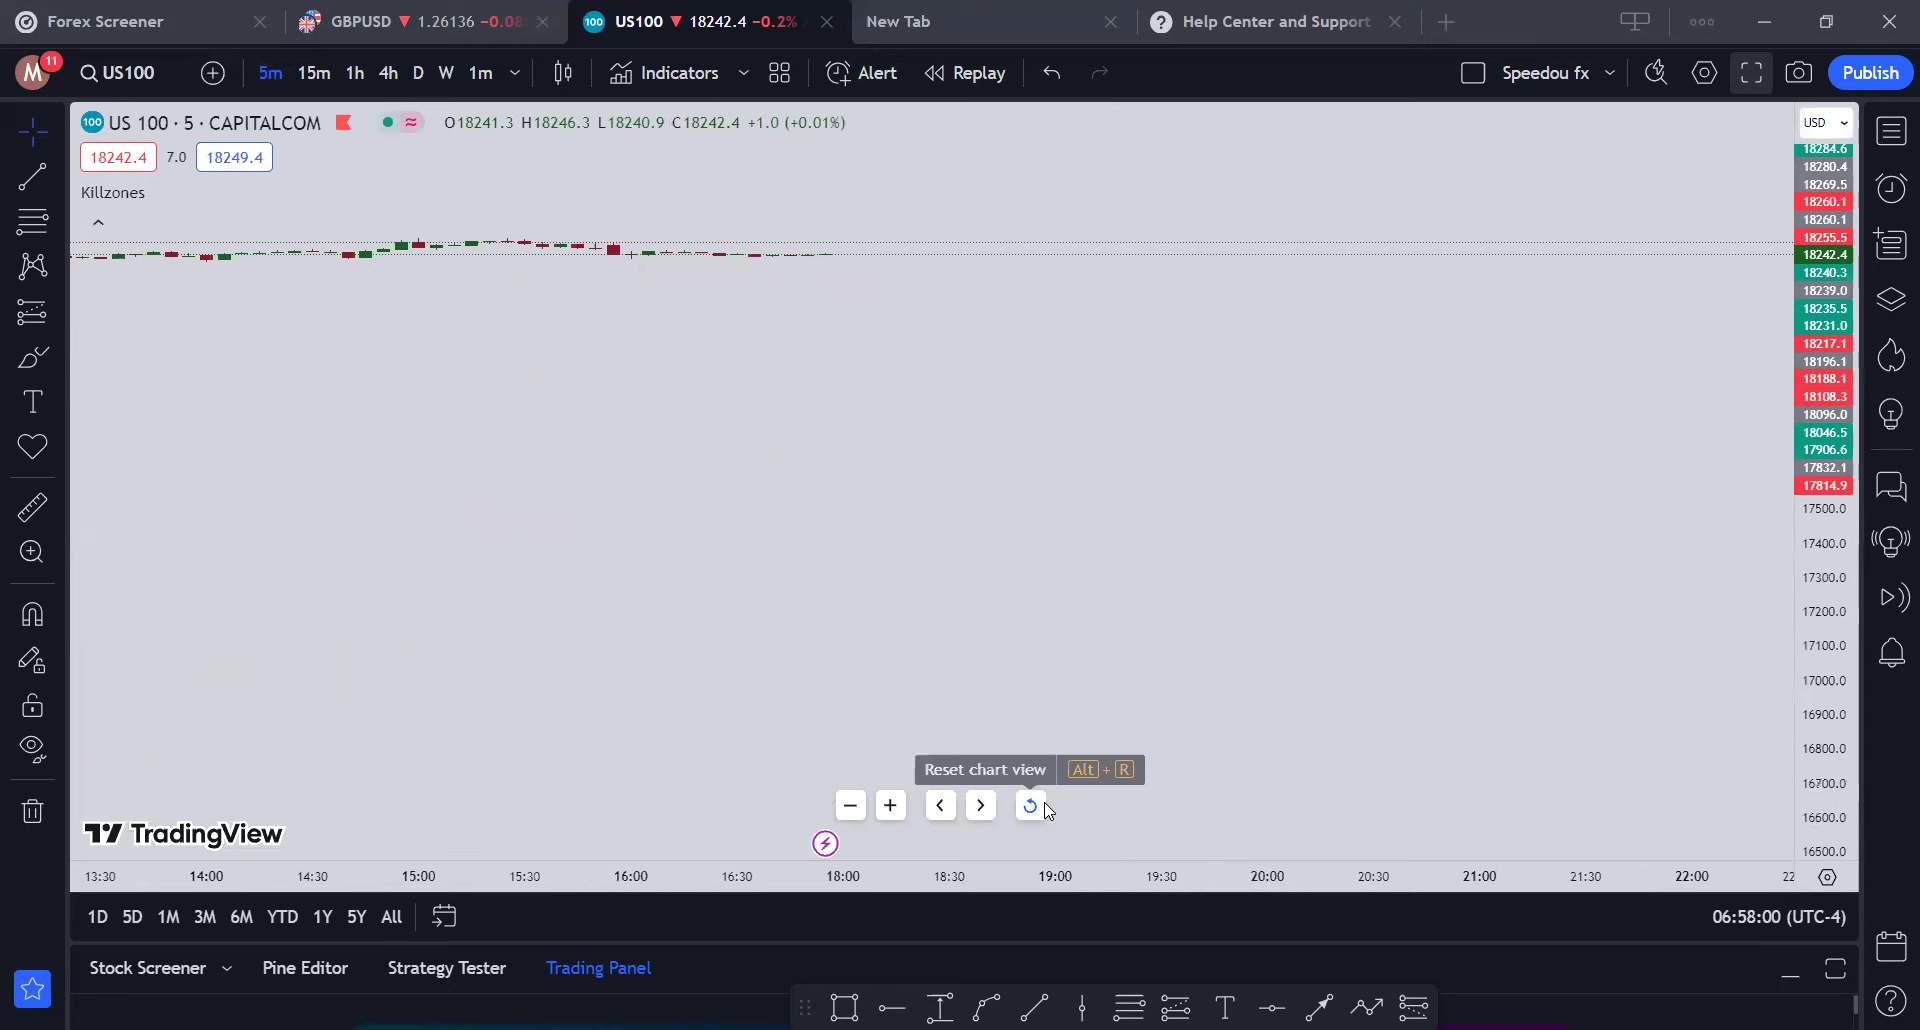 Forex Screener
GBPUSD ▼ 1.26136 −0.08
100 US100 ▼ 18242.4 −0.2%
New Tab
Help Center and Support
M 11
US100
5m 15m 1h 4h D W 1m
Indicators
Alert
Replay
Speedou fx
Publish
100 US 100 · 5 · CAPITALCOM
O18241.3 H18246.3 L18240.9 C18242.4 +1.0 (+0.01%)
USD
18242.4 7.0 18249.4
Killzones
18284.6
18280.4
18269.5
18260.1
18260.1
18255.5
18242.4
18240.3
18239.0
18235.5
18231.0
18217.1
18196.1
18188.1
18108.3
18096.0
18046.5
17906.6
17832.1
17814.9
17500.0
17400.0
17300.0
17200.0
17100.0
17000.0
16900.0
16800.0
16700.0
16600.0
16500.0
Reset chart view Alt + R
TradingView
13:30 14:00 14:30 15:00 15:30 16:00 16:30 18:00 18:30 19:00 19:30 20:00 20:30 21:00 21:30 22:00 22
1D 5D 1M 3M 6M YTD 1Y 5Y All
06:58:00 (UTC-4)
Stock Screener Pine Editor Strategy Tester Trading Panel